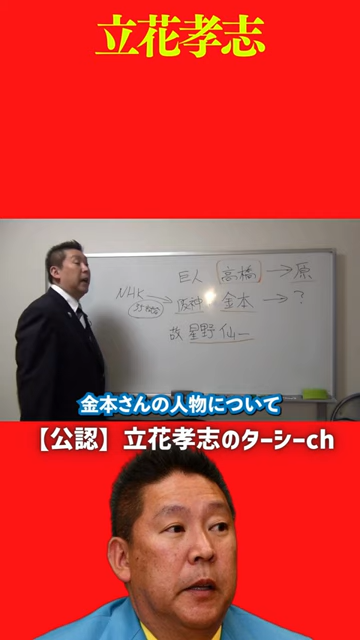 立花孝志
巨人 高橋 → 原
NHK
阪神 金本 → ?
故 星野 仙一
金本さんの人物について
【公認】立花孝志のターシーch